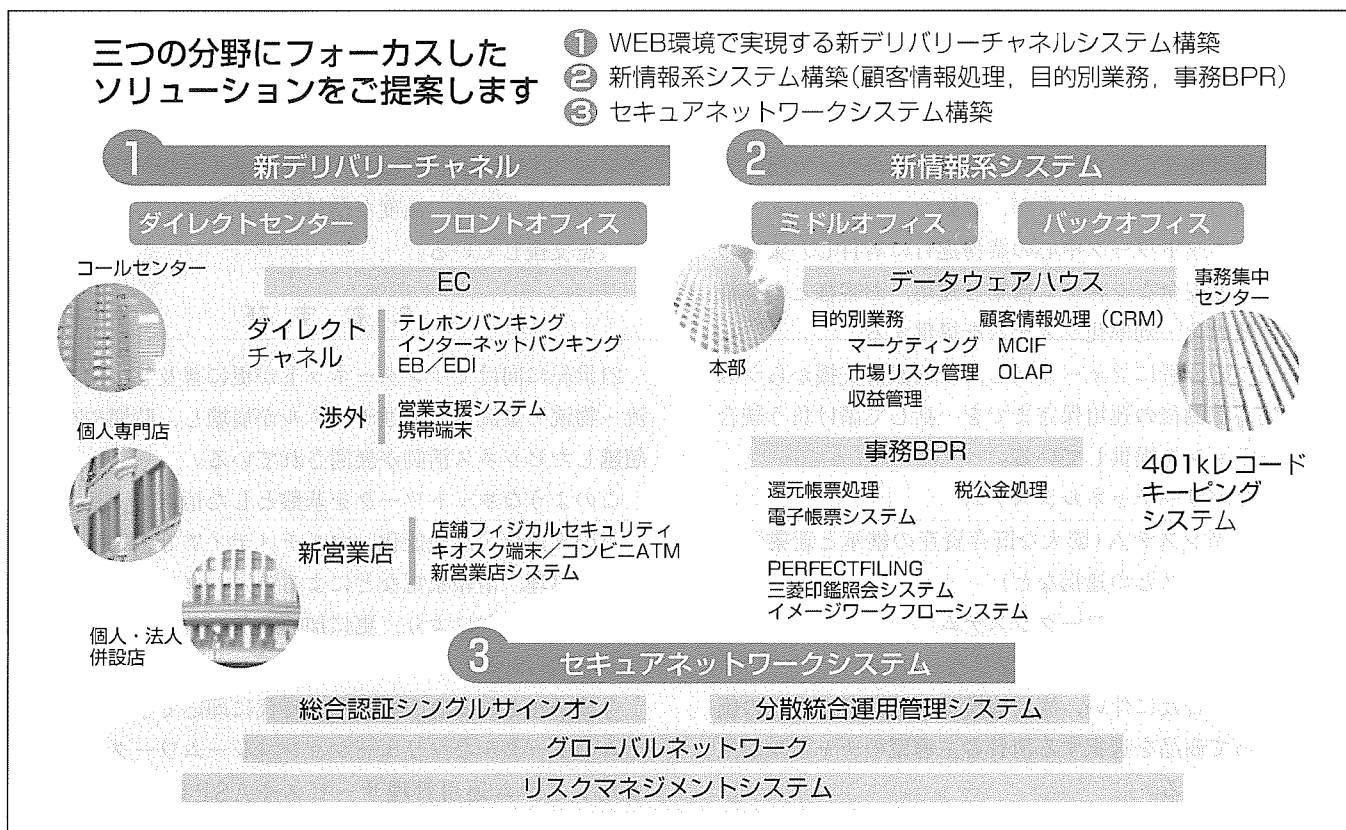 三つの分野にフォーカスした
ソリューションをご提案します
① WEB環境で実現する新デリバリーチャネルシステム構築
② 新情報系システム構築(顧客情報処理,目的別業務,事務BPR)
③ セキュアネットワークシステム構築
1 新デリバリーチャネル
ダイレクトセンター フロントオフィス
コールセンター
EC
ダイレクト
チャネル
テレホンバンキング
インターネットバンキング
EB/EDI
渉外
営業支援システム
携帯端末
個人専門店
新営業店
店舗フィジカルセキュリティ
キオスク端末/コンビニATM
新営業店システム
個人・法人
併設店
2 新情報系システム
ミドルオフィス バックオフィス
データウェアハウス
事務集中
センター
本部
目的別業務 顧客情報処理(CRM)
マーケティング MCIF
市場リスク管理 OLAP
収益管理
事務BPR
還元帳票処理 税公金処理
電子帳票システム
PERFECTFILING
三菱印鑑照会システム
イメージワークフローシステム
401kレコード
キーピング
システム
3 セキュアネットワークシステム
総合認証シングルサインオン 分散統合運用管理システム
グローバルネットワーク
リスクマネジメントシステム